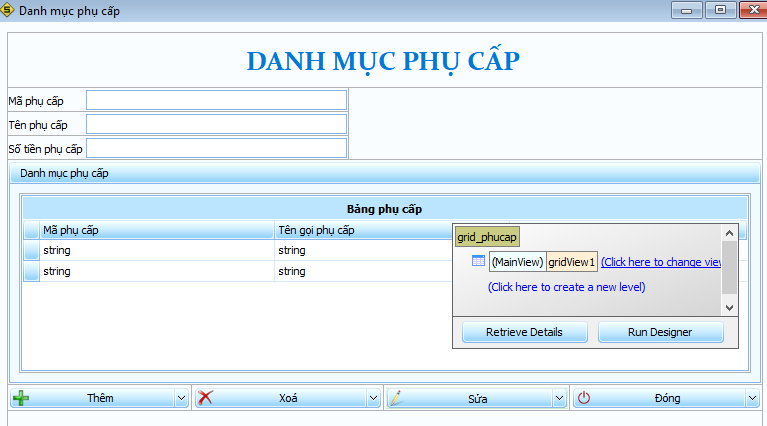 Danh mục phụ cấp
DANH MỤC PHỤ CẤP
Mã phụ cấp
Tên phụ cấp
Số tiền phụ cấp
Danh mục phụ cấp
Bảng phụ cấp
Mã phụ cấp Tên gọi phụ cấp
string string
string string
grid_phucap
(MainView) gridView1 (Click here to change view
(Click here to create a new level)
Retrieve Details Run Designer
Thêm Xoá Sửa Đóng